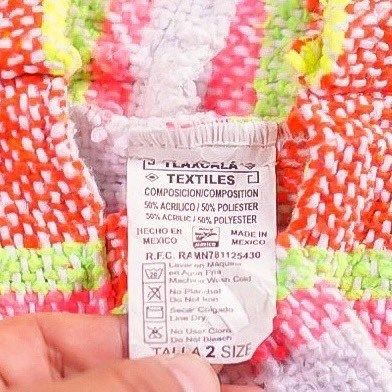 TLAXCALA
TEXTILES
COMPOSICION/COMPOSITION
50% ACRILICO / 50% POLIESTER
50% ACRILIC / 50% POLYESTER
HECHO EN MEXICO
MADE IN MEXICO
R.F.C. RAMN781125430
Lavar en Maquina
en Agua Fria
Machine Wash Cold
No Planchar
Do Not Iron
Secar Colgado
Line Dry
No Usar Cloro
Do Not Bleach
TALLA 2 SIZE